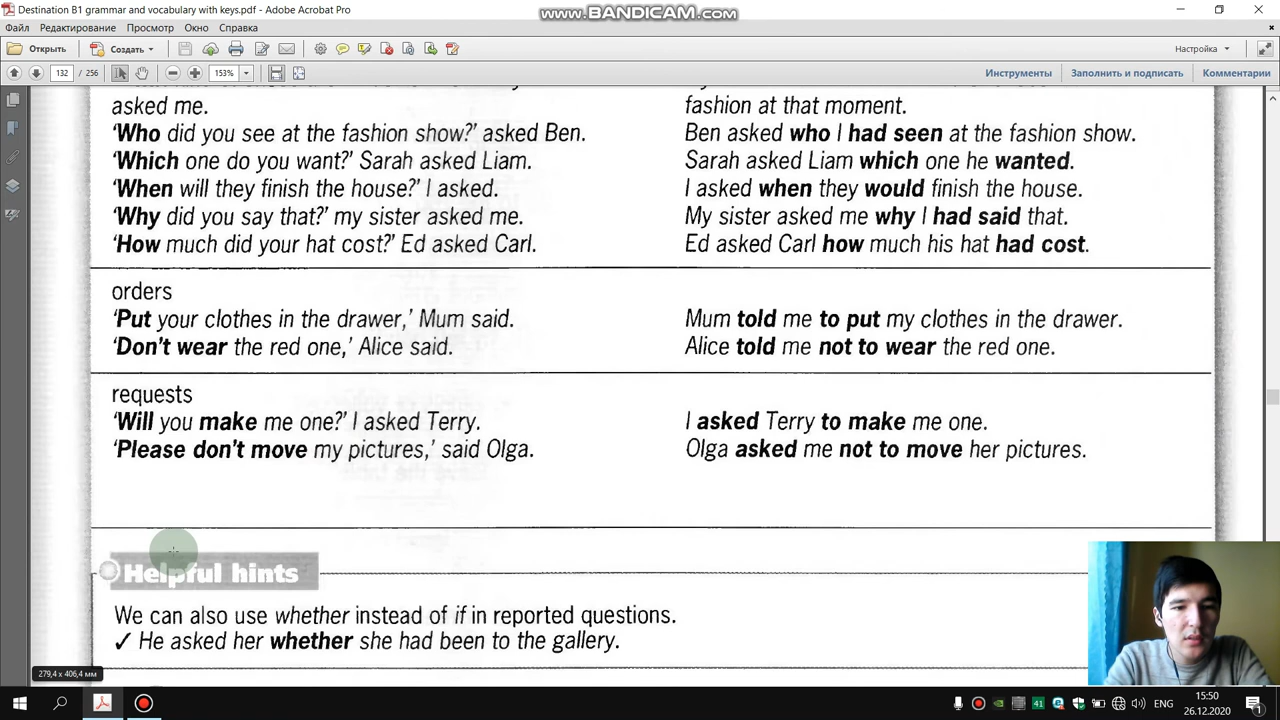 Destination B1 grammar and vocabulary with keys.pdf - Adobe Acrobat Pro
www.BANDICAM.com
Файл Редактирование Просмотр Окно Справка
Открыть Создать Настройка
132 / 256 153% Инструменты Заполнить и подписать Комментарии
asked me. fashion at that moment.
'Who did you see at the fashion show?' asked Ben. Ben asked who I had seen at the fashion show.
'Which one do you want?' Sarah asked Liam. Sarah asked Liam which one he wanted.
'When will they finish the house?' I asked. I asked when they would finish the house.
'Why did you say that?' my sister asked me. My sister asked me why I had said that.
'How much did your hat cost?' Ed asked Carl. Ed asked Carl how much his hat had cost.
orders
'Put your clothes in the drawer,' Mum said. Mum told me to put my clothes in the drawer.
'Don't wear the red one,' Alice said. Alice told me not to wear the red one.
requests
'Will you make me one?' I asked Terry. I asked Terry to make me one.
'Please don't move my pictures,' said Olga. Olga asked me not to move her pictures.
Helpful hints
We can also use whether instead of if in reported questions.
✓ He asked her whether she had been to the gallery.
279,4 x 406,4 мм
41 ENG 15:50
26.12.2020 1